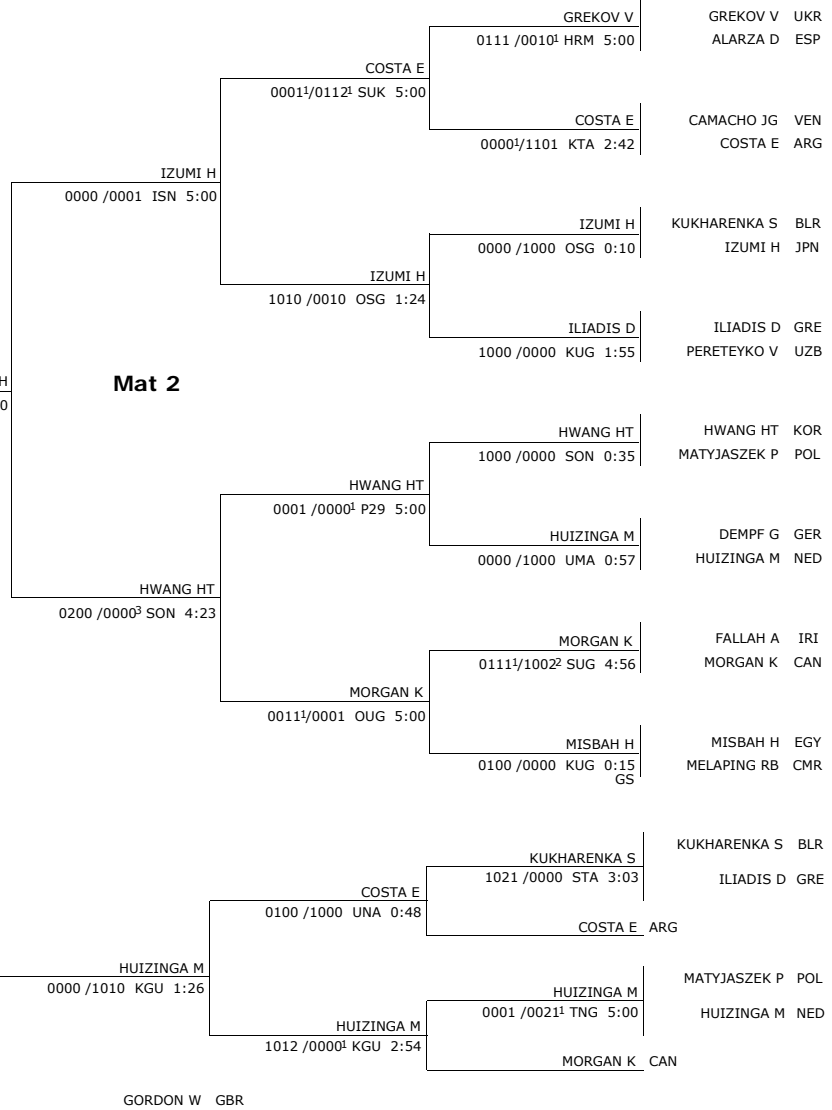 GREKOV V GREKOV V UKR
0111 /0010¹ HRM 5:00 ALARZA D ESP
COSTA E
0001¹/0112¹ SUK 5:00
COSTA E CAMACHO JG VEN
0000¹/1101 KTA 2:42 COSTA E ARG
IZUMI H
0000 /0001 ISN 5:00
IZUMI H KUKHARENKA S BLR
0000 /1000 OSG 0:10 IZUMI H JPN
IZUMI H
1010 /0010 OSG 1:24
ILIADIS D ILIADIS D GRE
1000 /0000 KUG 1:55 PERETEYKO V UZB
H Mat 2
0
HWANG HT HWANG HT KOR
1000 /0000 SON 0:35 MATYJASZEK P POL
HWANG HT
0001 /0000¹ P29 5:00
HUIZINGA M DEMPF G GER
0000 /1000 UMA 0:57 HUIZINGA M NED
HWANG HT
0200 /0000³ SON 4:23
MORGAN K FALLAH A IRI
0111¹/1002² SUG 4:56 MORGAN K CAN
MORGAN K
0011¹/0001 OUG 5:00
MISBAH H MISBAH H EGY
0100 /0000 KUG 0:15 MELAPING RB CMR
GS
KUKHARENKA S BLR
KUKHARENKA S
1021 /0000 STA 3:03 ILIADIS D GRE
COSTA E
0100 /1000 UNA 0:48
COSTA E ARG
HUIZINGA M MATYJASZEK P POL
0000 /1010 KGU 1:26
HUIZINGA M
0001 /0021¹ TNG 5:00 HUIZINGA M NED
HUIZINGA M
1012 /0000¹ KGU 2:54
MORGAN K CAN
GORDON W GBR